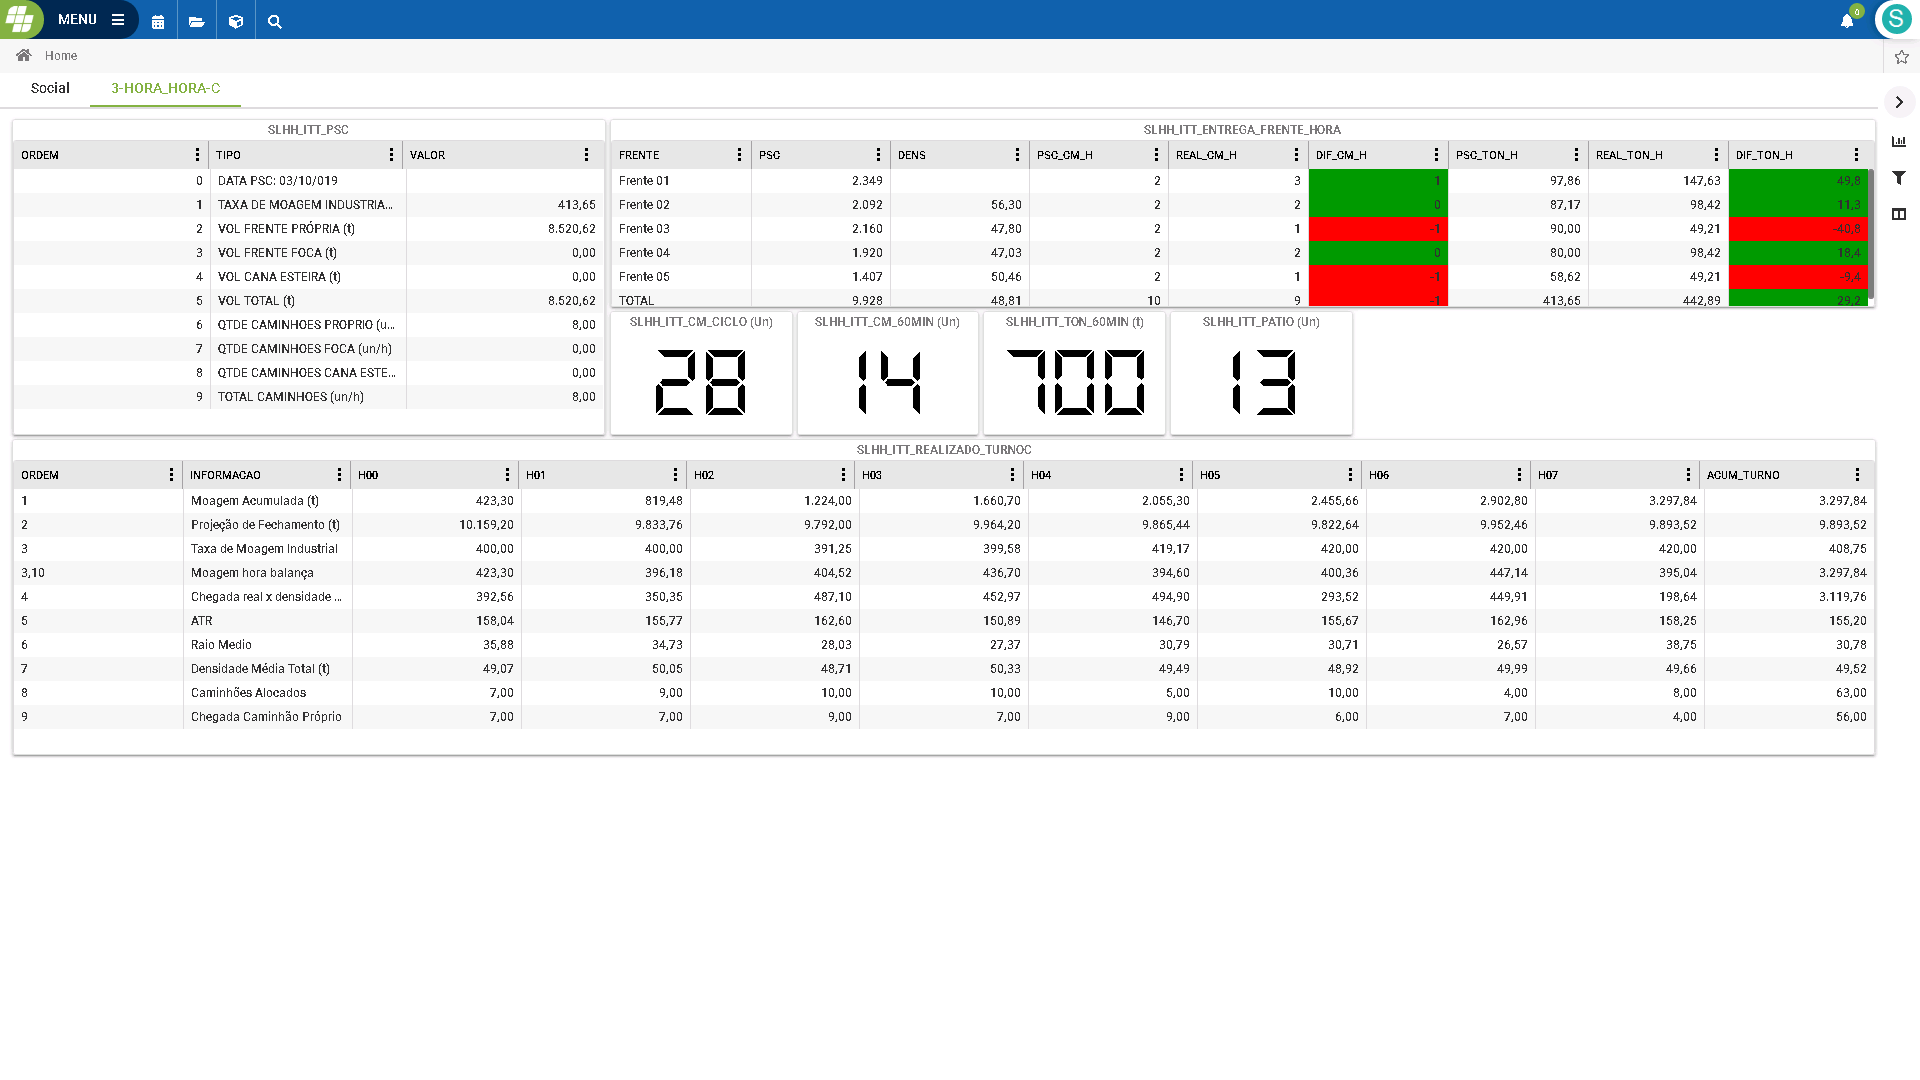 MENU
0
S
Home
Social
3-HORA_HORA-C
SLHH_ITT_PSC
ORDEM TIPO VALOR
0 DATA PSC: 03/10/019
1 TAXA DE MOAGEM INDUSTRIA... 413,65
2 VOL FRENTE PRÓPRIA (t) 8.520,62
3 VOL FRENTE FOCA (t) 0,00
4 VOL CANA ESTEIRA (t) 0,00
5 VOL TOTAL (t) 8.520,62
6 QTDE CAMINHOES PROPRIO (u... 8,00
7 QTDE CAMINHOES FOCA (un/h) 0,00
8 QTDE CAMINHOES CANA ESTE... 0,00
9 TOTAL CAMINHOES (un/h) 8,00
SLHH_ITT_ENTREGA_FRENTE_HORA
FRENTE PSC DENS PSC_CM_H REAL_CM_H DIF_CM_H PSC_TON_H REAL_TON_H DIF_TON_H
Frente 01 2.349 2 3 1 97,86 147,63 49,8
Frente 02 2.092 56,30 2 2 0 87,17 98,42 11,3
Frente 03 2.160 47,80 2 1 -1 90,00 49,21 -40,8
Frente 04 1.920 47,03 2 2 0 80,00 98,42 18,4
Frente 05 1.407 50,46 2 1 -1 58,62 49,21 -9,4
TOTAL 9.928 48,81 10 9 -1 413,65 442,89 29,2
SLHH_ITT_CM_CICLO (Un)
28
SLHH_ITT_CM_60MIN (Un)
14
SLHH_ITT_TON_60MIN (t)
700
SLHH_ITT_PATIO (Un)
13
SLHH_ITT_REALIZADO_TURNOC
ORDEM INFORMACAO H00 H01 H02 H03 H04 H05 H06 H07 ACUM_TURNO
1 Moagem Acumulada (t) 423,30 819,48 1.224,00 1.660,70 2.055,30 2.455,66 2.902,80 3.297,84 3.297,84
2 Projeção de Fechamento (t) 10.159,20 9.833,76 9.792,00 9.964,20 9.865,44 9.822,64 9.952,46 9.893,52 9.893,52
3 Taxa de Moagem Industrial 400,00 400,00 391,25 399,58 419,17 420,00 420,00 420,00 408,75
3,10 Moagem hora balança 423,30 396,18 404,52 436,70 394,60 400,36 447,14 395,04 3.297,84
4 Chegada real x densidade ... 392,56 350,35 487,10 452,97 494,90 293,52 449,91 198,64 3.119,76
5 ATR 158,04 155,77 162,60 150,89 146,70 155,67 162,96 158,25 155,20
6 Raio Medio 35,88 34,73 28,03 27,37 30,79 30,71 26,57 38,75 30,78
7 Densidade Média Total (t) 49,07 50,05 48,71 50,33 49,49 48,92 49,99 49,66 49,52
8 Caminhões Alocados 7,00 9,00 10,00 10,00 5,00 10,00 4,00 8,00 63,00
9 Chegada Caminhão Próprio 7,00 7,00 9,00 7,00 9,00 6,00 7,00 4,00 56,00